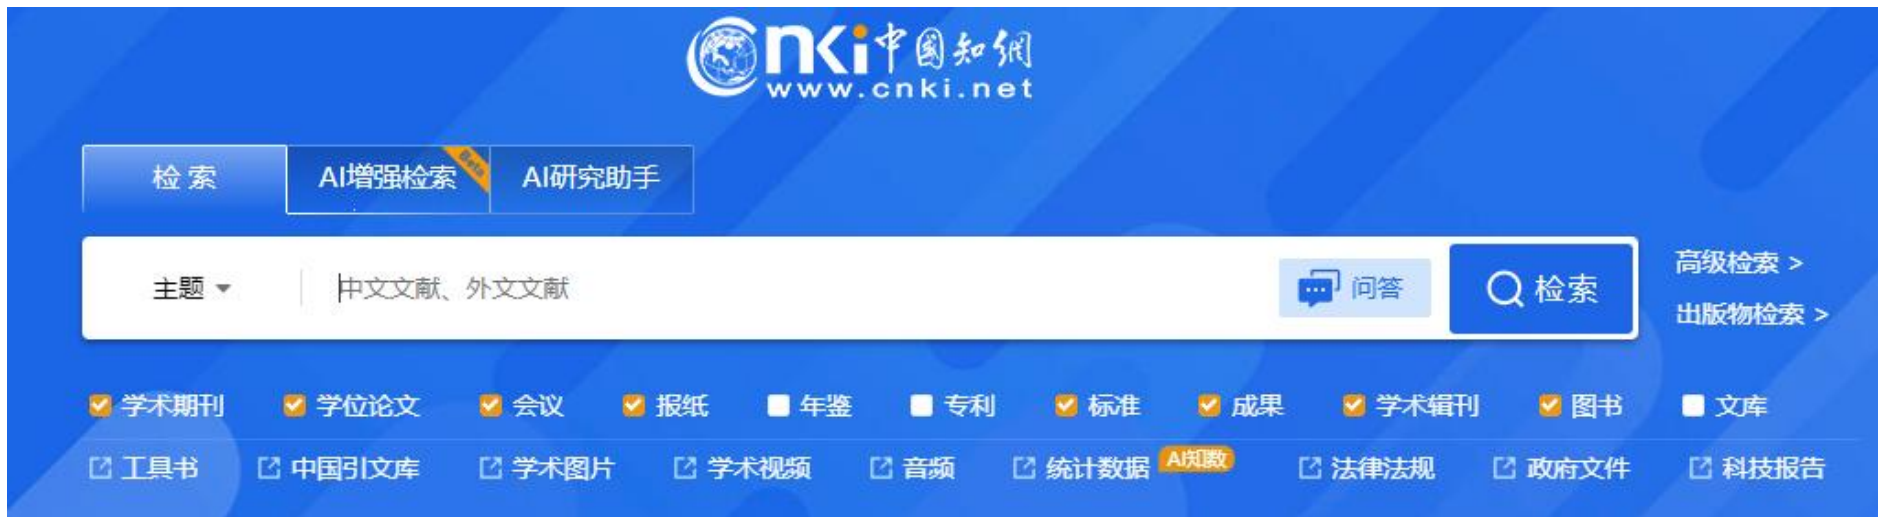 cnki中国知網
www.cnki.net
检索 AI增强检索 Beta AI研究助手
主题 中文文献、外文文献 问答 检索
高级检索 >
出版物检索 >
学术期刊 学位论文 会议 报纸 年鉴 专利 标准 成果 学术辑刊 图书 文库
工具书 中国引文库 学术图片 学术视频 音频 统计数据 AI知数 法律法规 政府文件 科技报告